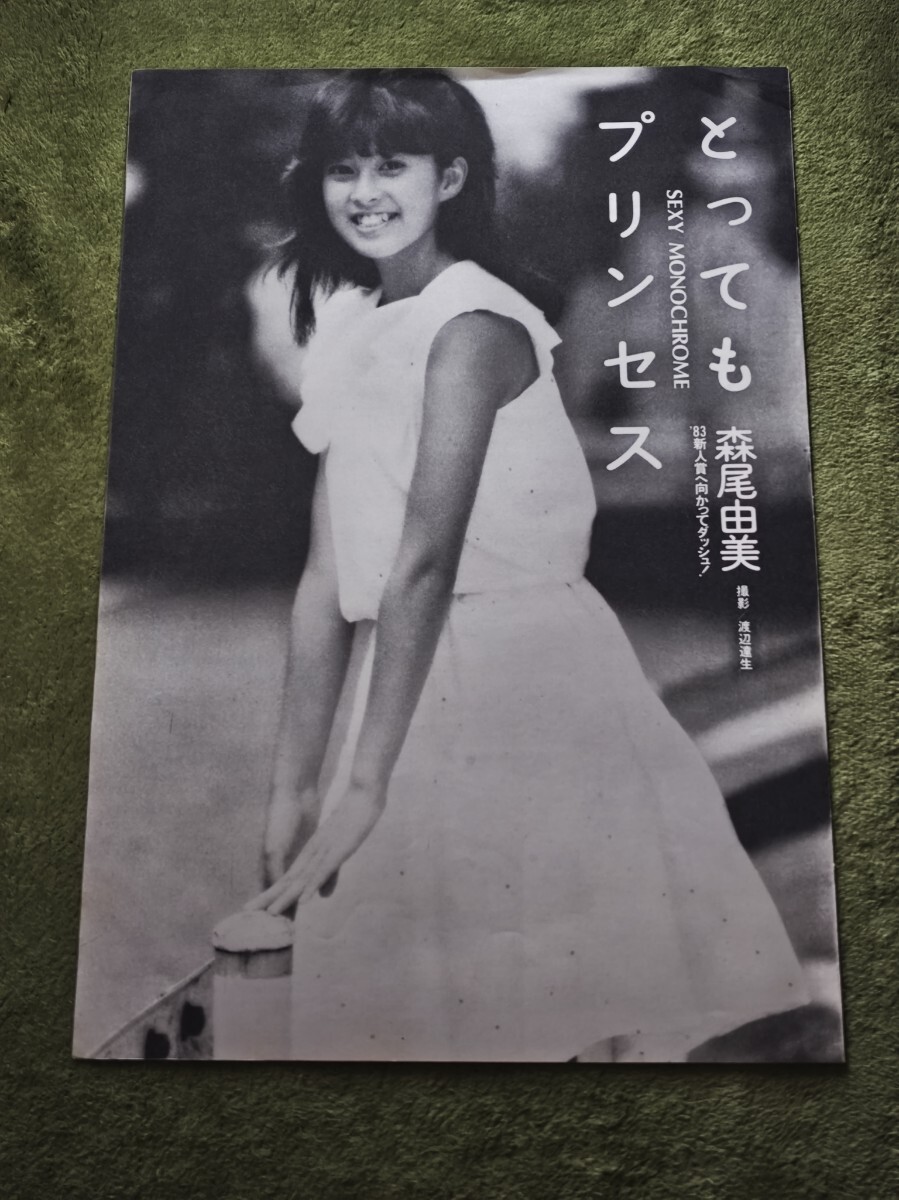 とっても
プリンセス
SEXY MONOCHROME
森尾由美
'83新人賞へ向かってダッシュ!
撮影/渡辺達生